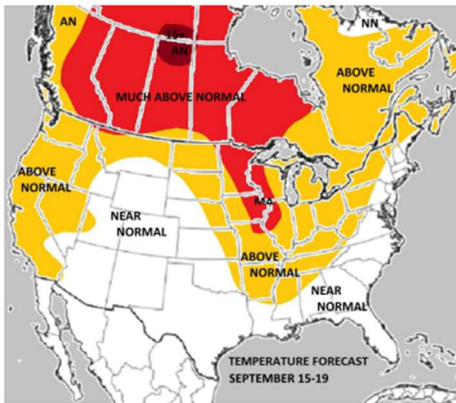 AN
NN
15+
AN
ABOVE
NORMAL
MUCH ABOVE NORMAL
ABOVE
NORMAL
MA
NEAR
NORMAL
ABOVE
NORMAL
NEAR
NORMAL
TEMPERATURE FORECAST
SEPTEMBER 15-19